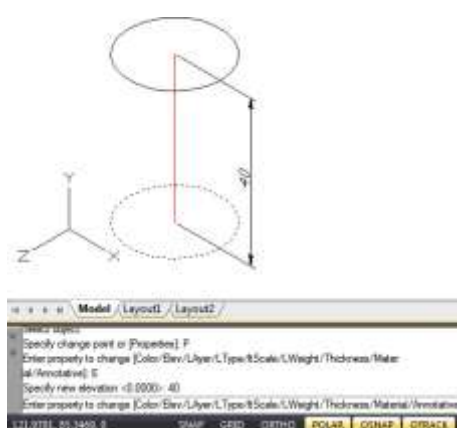 40
Y
Z
X
Model / Layout1 / Layout2 /
Select object:
Specify change point or [Properties]: P
Enter property to change [Color/Elev/LAyer/LType/ltScale/LWeight/Thickness/Mater
ial/Annotative]: E
Specify new elevation <0.0000>: 40
Enter property to change [Color/Elev/LAyer/LType/ltScale/LWeight/Thickness/Material/Annotative
SNAP GRID ORTHO POLAR OSNAP OTRACK